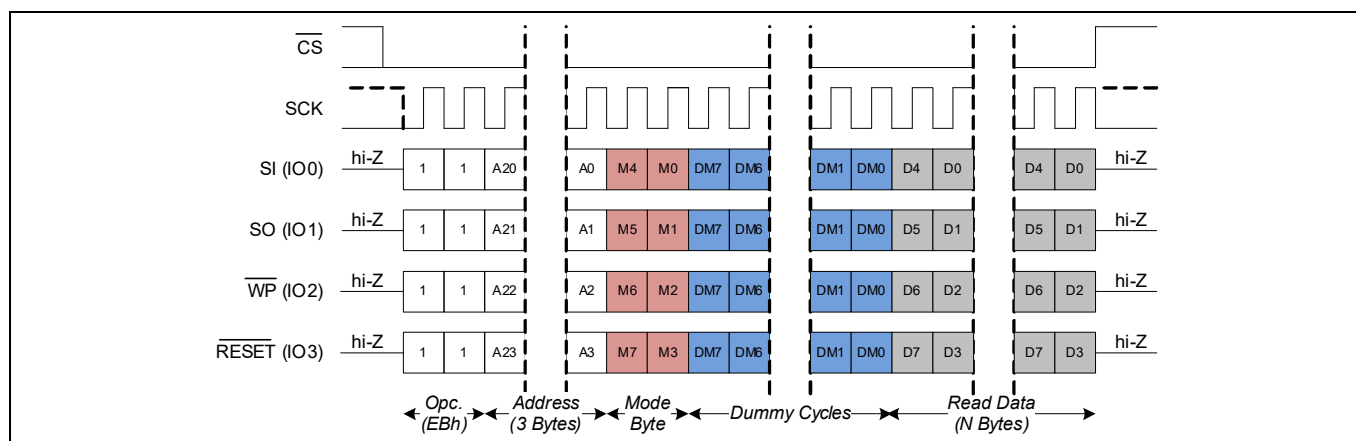 CS
SCK
SI (IO0) hi-Z 1 1 A20 A0 M4 M0 DM7 DM6 DM1 DM0 D4 D0 D4 D0 hi-Z
SO (IO1) hi-Z 1 1 A21 A1 M5 M1 DM7 DM6 DM1 DM0 D5 D1 D5 D1 hi-Z
WP (IO2) hi-Z 1 1 A22 A2 M6 M2 DM7 DM6 DM1 DM0 D6 D2 D6 D2 hi-Z
RESET (IO3) hi-Z 1 1 A23 A3 M7 M3 DM7 DM6 DM1 DM0 D7 D3 D7 D3 hi-Z
Opc. Address Mode Dummy Cycles Read Data
(EBh) (3 Bytes) Byte (N Bytes)